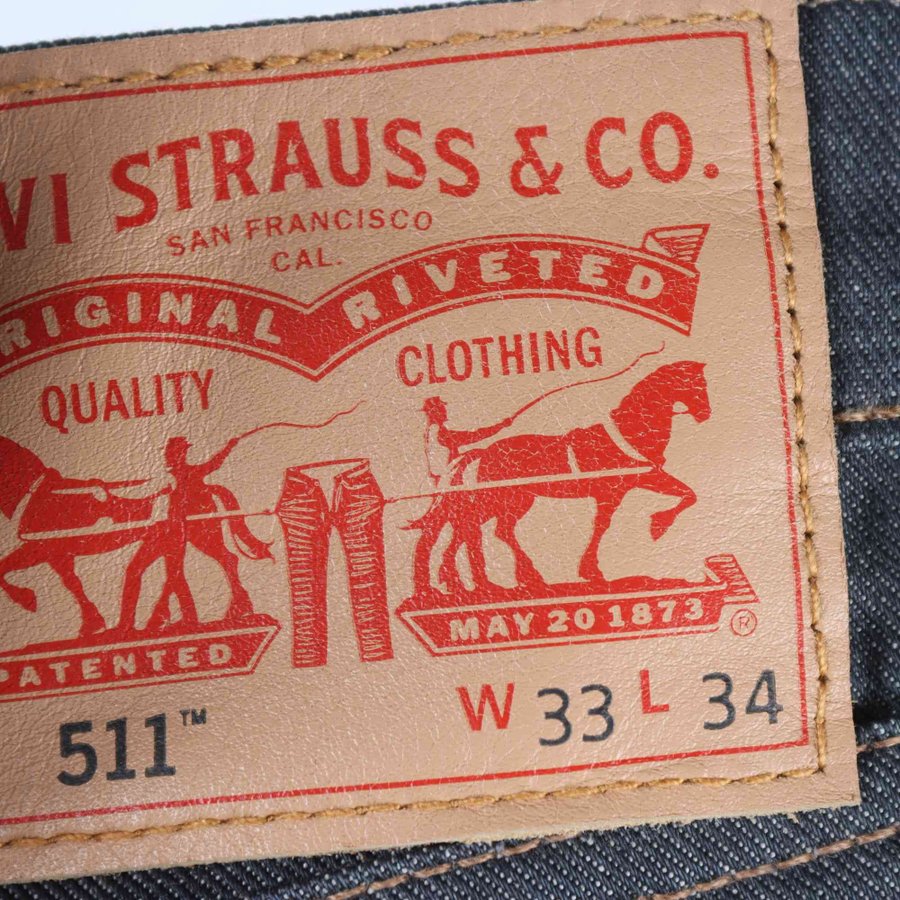 VI STRAUSS & CO.
SAN FRANCISCO
CAL.
RIGINAL RIVETED
QUALITY CLOTHING
PATENTED MAY 20 1873 ®
511™ W 33 L 34